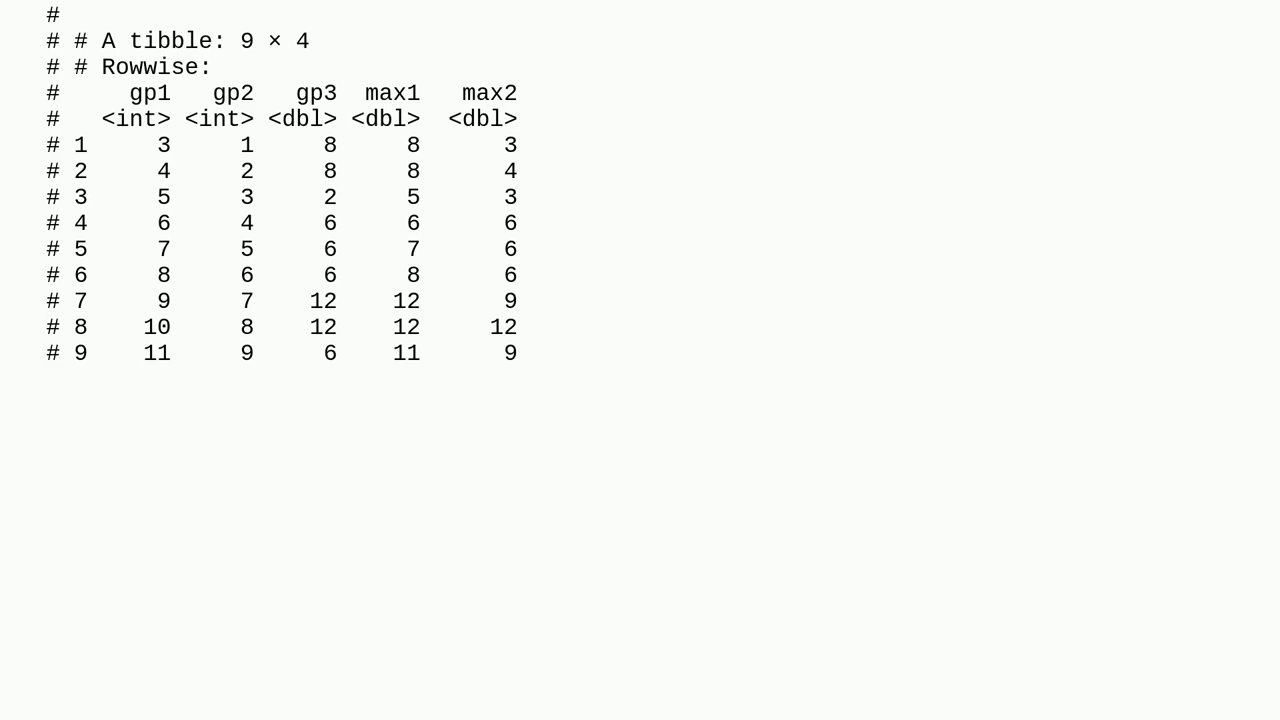 #
# # A tibble: 9 × 4
# # Rowwise:
#     gp1   gp2   gp3  max1   max2
#   <int> <int> <dbl> <dbl>  <dbl>
# 1     3     1     8     8      3
# 2     4     2     8     8      4
# 3     5     3     2     5      3
# 4     6     4     6     6      6
# 5     7     5     6     7      6
# 6     8     6     6     8      6
# 7     9     7    12    12      9
# 8    10     8    12    12     12
# 9    11     9     6    11      9